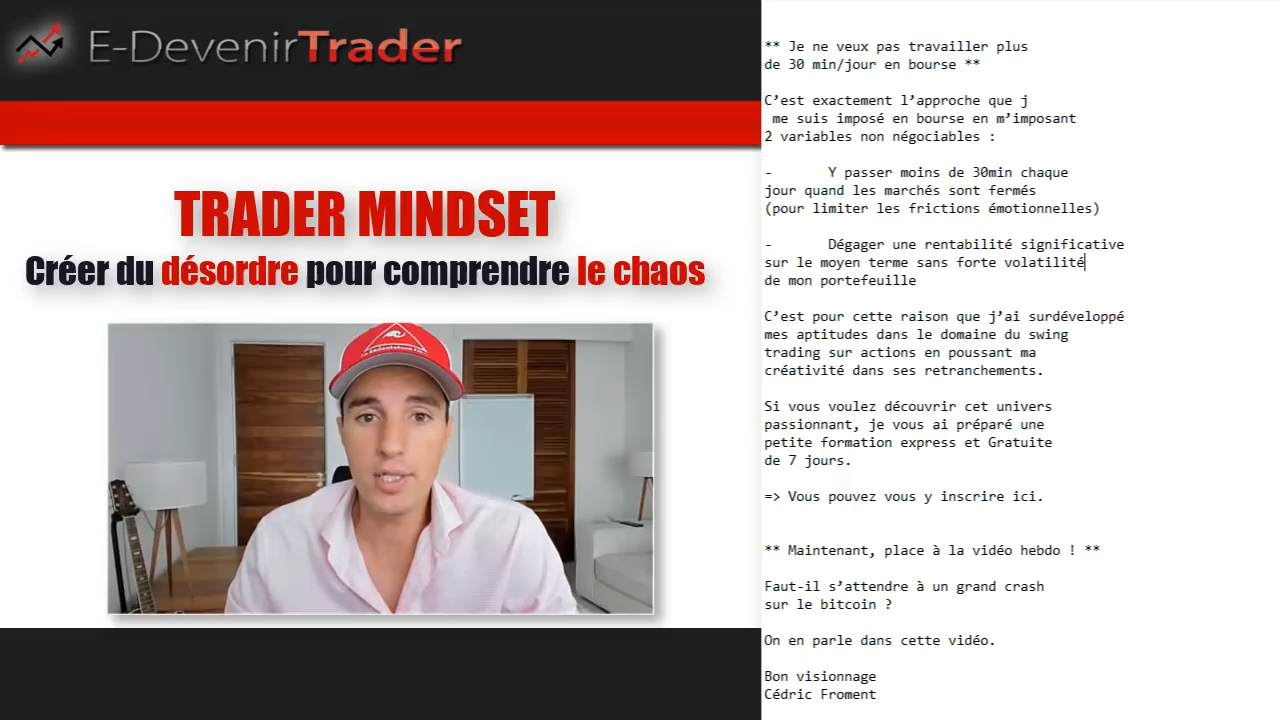 E-DevenirTrader
TRADER MINDSET
Créer du désordre pour comprendre le chaos
** Je ne veux pas travailler plus
de 30 min/jour en bourse **
C’est exactement l’approche que j
me suis imposé en bourse en m’imposant
2 variables non négociables :
- Y passer moins de 30min chaque
jour quand les marchés sont fermés
(pour limiter les frictions émotionnelles)
- Dégager une rentabilité significative
sur le moyen terme sans forte volatilité
de mon portefeuille
C’est pour cette raison que j’ai surdéveloppé
mes aptitudes dans le domaine du swing
trading sur actions en poussant ma
créativité dans ses retranchements.
Si vous voulez découvrir cet univers
passionnant, je vous ai préparé une
petite formation express et Gratuite
de 7 jours.
=> Vous pouvez vous y inscrire ici.
** Maintenant, place à la vidéo hebdo ! **
Faut-il s’attendre à un grand crash
sur le bitcoin ?
On en parle dans cette vidéo.
Bon visionnage
Cédric Froment